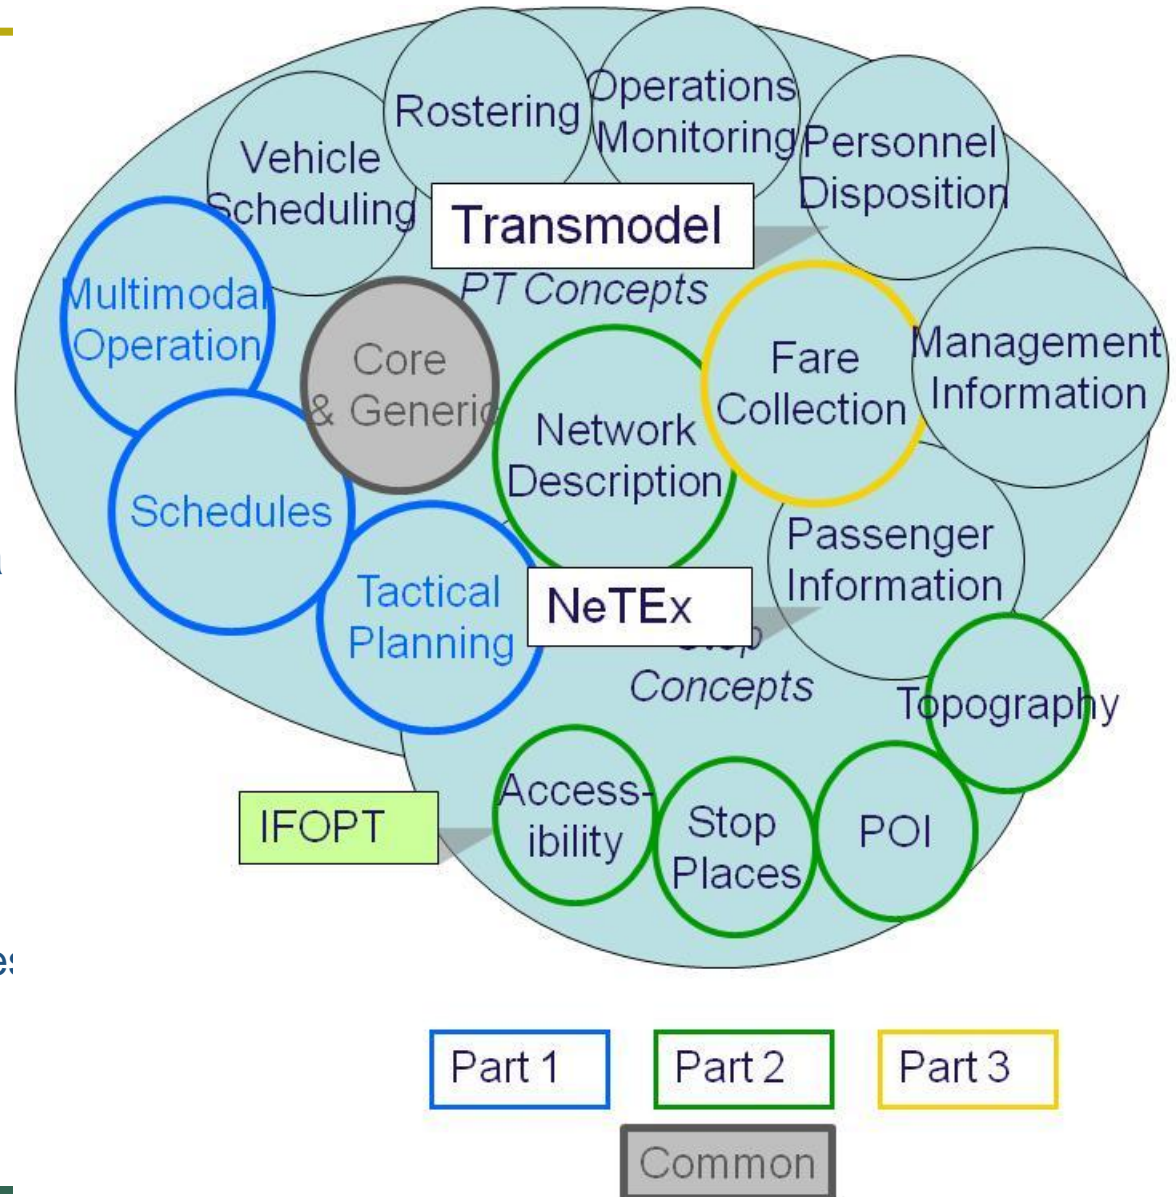 Rostering
Operations
Monitoring
Vehicle
Scheduling
Personnel
Disposition
Transmodel
PT Concepts
Multimodal
Operation
Core
& Generic
Fare
Collection
Management
Information
Network
Description
Schedules
Passenger
Information
Tactical
Planning
NeTEx
Stop
Concepts
Topography
IFOPT
Access-
ibility
Stop
Places
POI
Part 1
Part 2
Part 3
Common